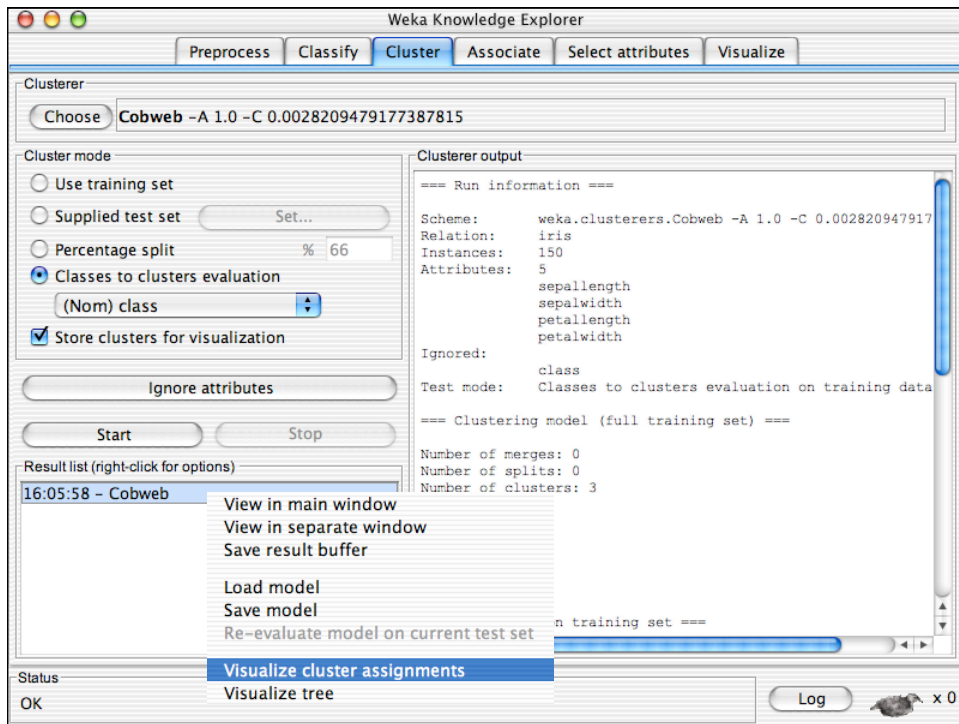 Weka Knowledge Explorer
Preprocess Classify Cluster Associate Select attributes Visualize
Clusterer
Choose Cobweb -A 1.0 -C 0.0028209479177387815
Cluster mode
Use training set
Supplied test set Set...
Percentage split % 66
Classes to clusters evaluation
(Nom) class
Store clusters for visualization
Ignore attributes
Start Stop
Result list (right-click for options)
16:05:58 - Cobweb
Clusterer output
=== Run information ===
Scheme: weka.clusterers.Cobweb -A 1.0 -C 0.002820947917
Relation: iris
Instances: 150
Attributes: 5
sepallength
sepalwidth
petallength
petalwidth
Ignored:
class
Test mode: Classes to clusters evaluation on training data
=== Clustering model (full training set) ===
Number of merges: 0
Number of splits: 0
Number of clusters: 3
n training set ===
View in main window
View in separate window
Save result buffer
Load model
Save model
Re-evaluate model on current test set
Visualize cluster assignments
Visualize tree
Status
OK
Log x 0